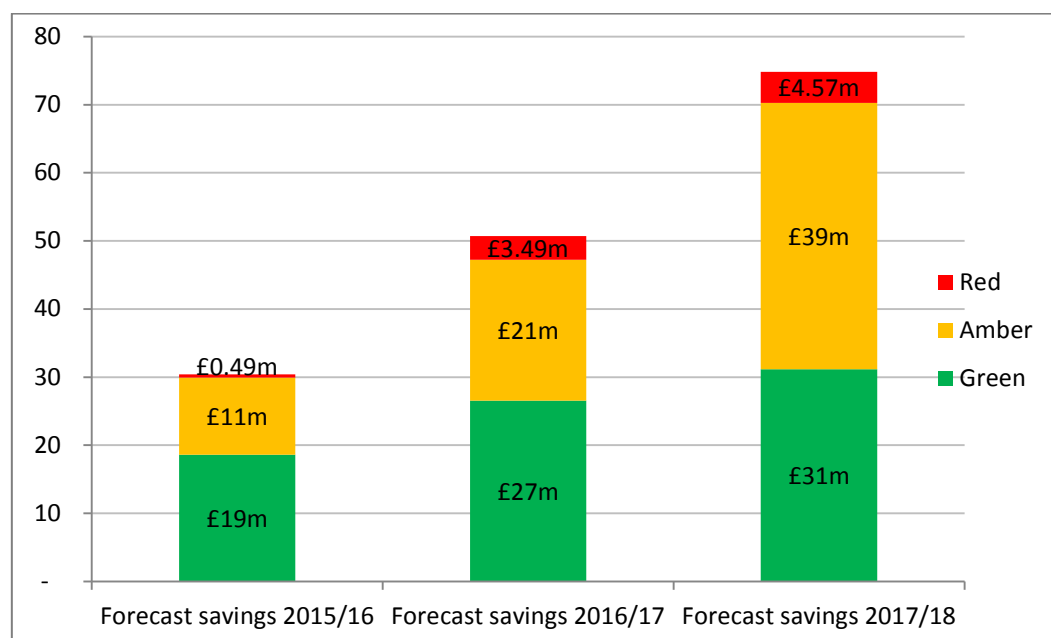 80
70
60
50
40
30
20
10
-
£0.49m
£11m
£19m
£3.49m
£21m
£27m
£4.57m
£39m
£31m
Forecast savings 2015/16
Forecast savings 2016/17
Forecast savings 2017/18
Red
Amber
Green